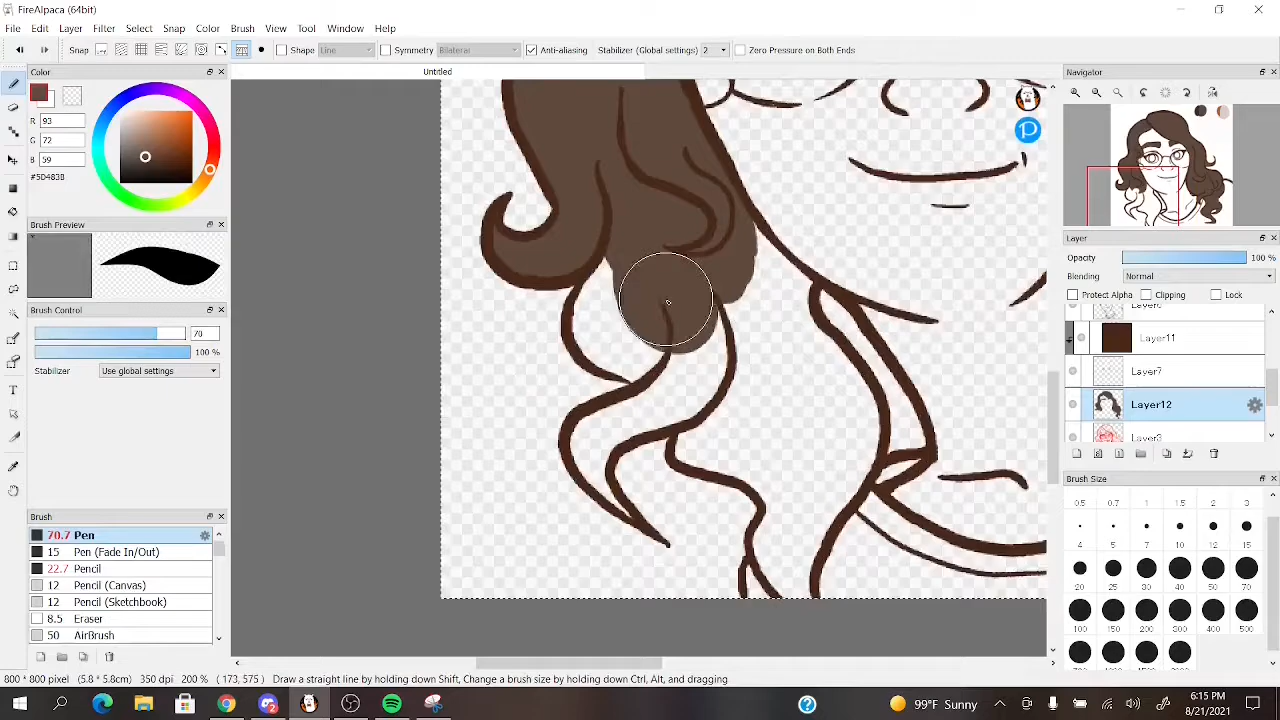 FireAlpaca (64bit)
File Edit Layer Filter Select Snap Color Brush View Tool Window Help
Snap Shape Line Symmetry Bilateral Anti-aliasing Stabilizer (Global settings) 2 Zero Pressure on Both Ends
Color
Untitled
Navigator
R 93
G 72
B 59
#5D483B
Brush Preview
Layer
Opacity 100 %
Blending Normal
Protect Alpha Clipping Lock
Brush Control
70
100 %
Stabilizer Use global settings
Layer11
Layer7
Layer12
Brush Size
0.5 0.7 1 1.5 2 3
4 5 7 10 12 15
20 25 30 40 50 70
100 150 200 300 400 500
Brush
70.7 Pen
15 Pen (Fade In/Out)
22.7 Pencil
12 Pencil (Canvas)
12 Pencil (Sketchbook)
8.5 Eraser
50 AirBrush
800 * 800 pixel (5.8 * 5.8cm) 350 dpi 200 % ( 173, 575 ) Draw a straight line by holding down Shift, Change a brush size by holding down Ctrl, Alt, and dragging
99°F Sunny
6:15 PM
8/21/2021